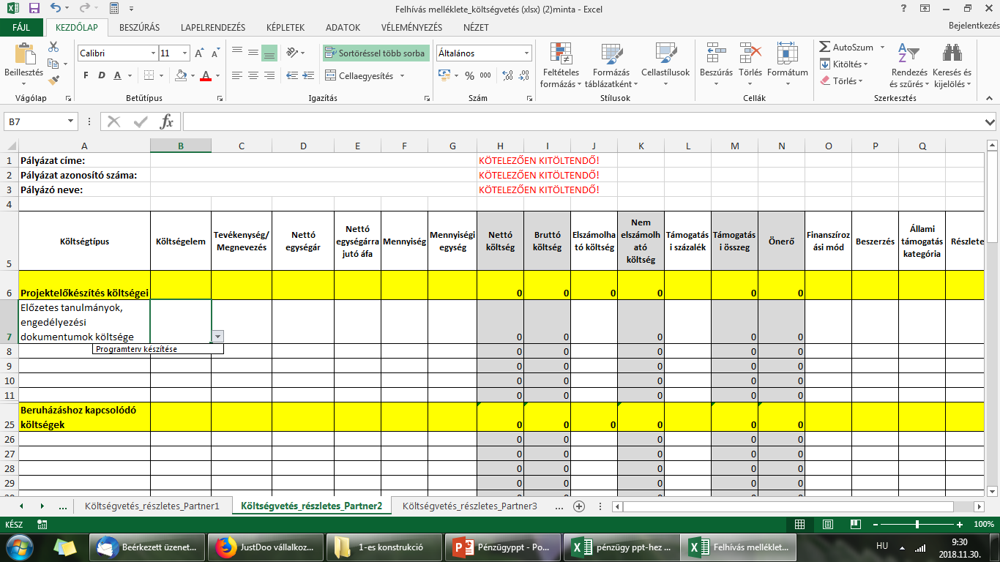 Felhívás melléklete_költségvetés (xlsx) (2)minta - Excel
FÁJL KEZDŐLAP BESZÚRÁS LAPELRENDEZÉS KÉPLETEK ADATOK VÉLEMÉNYEZÉS NÉZET Bejelentkezés
Beillesztés
Calibri 11
F D A
Sortöréssel több sorba
Cellaegyesítés
Általános
% 000
Feltételes formázás
Formázás táblázatként
Cellastílusok
Beszúrás Törlés Formátum
AutoSzum
Kitöltés
Törlés
Rendezés és szűrés
Keresés és kijelölés
Vágólap Betűtípus Igazítás Szám Stílusok Cellák Szerkesztés
B7 fx
A B C D E F G H I J K L M N O P Q
1 Pályázat címe: KÖTELEZŐEN KITÖLTENDŐ!
2 Pályázat azonosító száma: KÖTELEZŐEN KITÖLTENDŐ!
3 Pályázó neve: KÖTELEZŐEN KITÖLTENDŐ!
4
5 Költségtípus Költségelem Tevékenység/ Megnevezés Nettó egységár Nettó egységárra jutó áfa Mennyiség Mennyiségi egység Nettó költség Bruttó költség Elszámolha tó költség Nem elszámolh ató költség Támogatás i százalék Támogatás i összeg Önerő Finanszíroz ási mód Beszerzés Állami támogatás kategória Részlete
6 Projektelőkészítés költségei 0 0 0 0 0 0
Előzetes tanulmányok,
engedélyezési
7 dokumentumok költsége 0 0 0 0 0
Programterv készítése
8 0 0 0 0 0
9 0 0 0 0 0
10 0 0 0 0 0
11 0 0 0 0 0
Beruházáshoz kapcsolódó
25 költségek 0 0 0 0 0 0
26 0 0 0 0 0
27 0 0 0 0 0
28 0 0 0 0 0
29 0 0 0 0 0
... Költségvetés_részletes_Partner1 Költségvetés_részletes_Partner2 Költségvetés_részletes_Partner3 ...
KÉSZ 100%
Beérkezett üzenet... JustDoo vállalkoz... 1-es konstrukció Pénzügyppt - Po... pénzügy ppt-hez ... Felhívás melléklet... HU 9:30
2018.11.30.